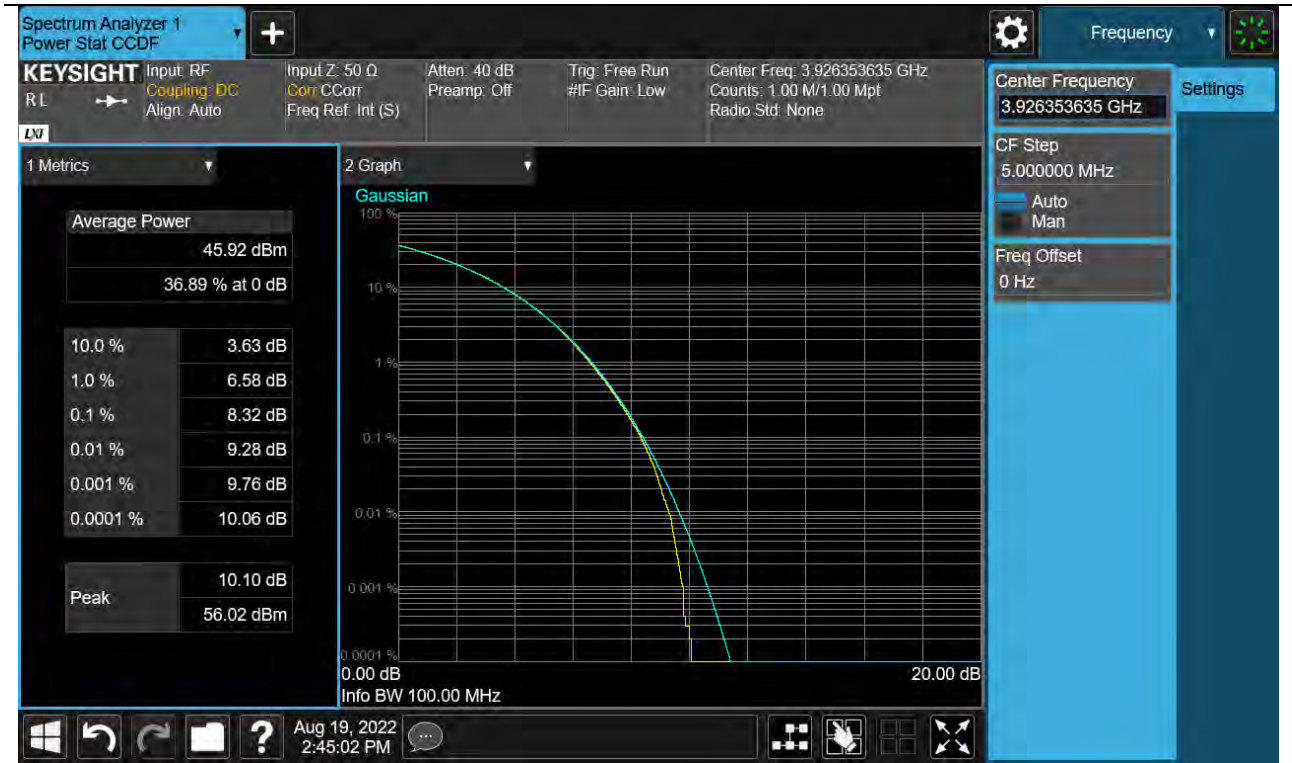 Spectrum Analyzer 1
Power Stat CCDF
+
Frequency
KEYSIGHT
R L
LXI
Input: RF
Coupling: DC
Align: Auto
Input Z: 50 Ω
Corr CCorr
Freq Ref: Int (S)
Atten: 40 dB
Preamp: Off
Trig: Free Run
#IF Gain: Low
Center Freq: 3.926353635 GHz
Counts: 1.00 M/1.00 Mpt
Radio Std: None
Center Frequency
3.926353635 GHz
Settings
CF Step
5.000000 MHz
Auto
Man
Freq Offset
0 Hz
1 Metrics
Average Power
45.92 dBm
36.89 % at 0 dB
10.0 % 3.63 dB
1.0 % 6.58 dB
0.1 % 8.32 dB
0.01 % 9.28 dB
0.001 % 9.76 dB
0.0001 % 10.06 dB
Peak
10.10 dB
56.02 dBm
2 Graph
Gaussian
100 %
10 %
1 %
0.1 %
0.01 %
0.001 %
0.0001 %
0.00 dB 20.00 dB
Info BW 100.00 MHz
?
Aug 19, 2022
2:45:02 PM